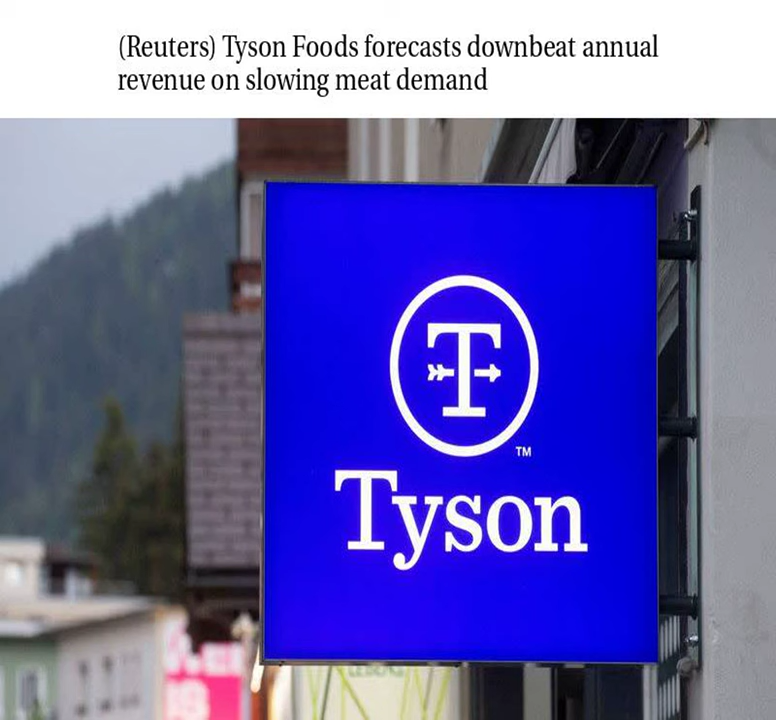 (Reuters) Tyson Foods forecasts downbeat annual
revenue on slowing meat demand
T
TM
Tyson